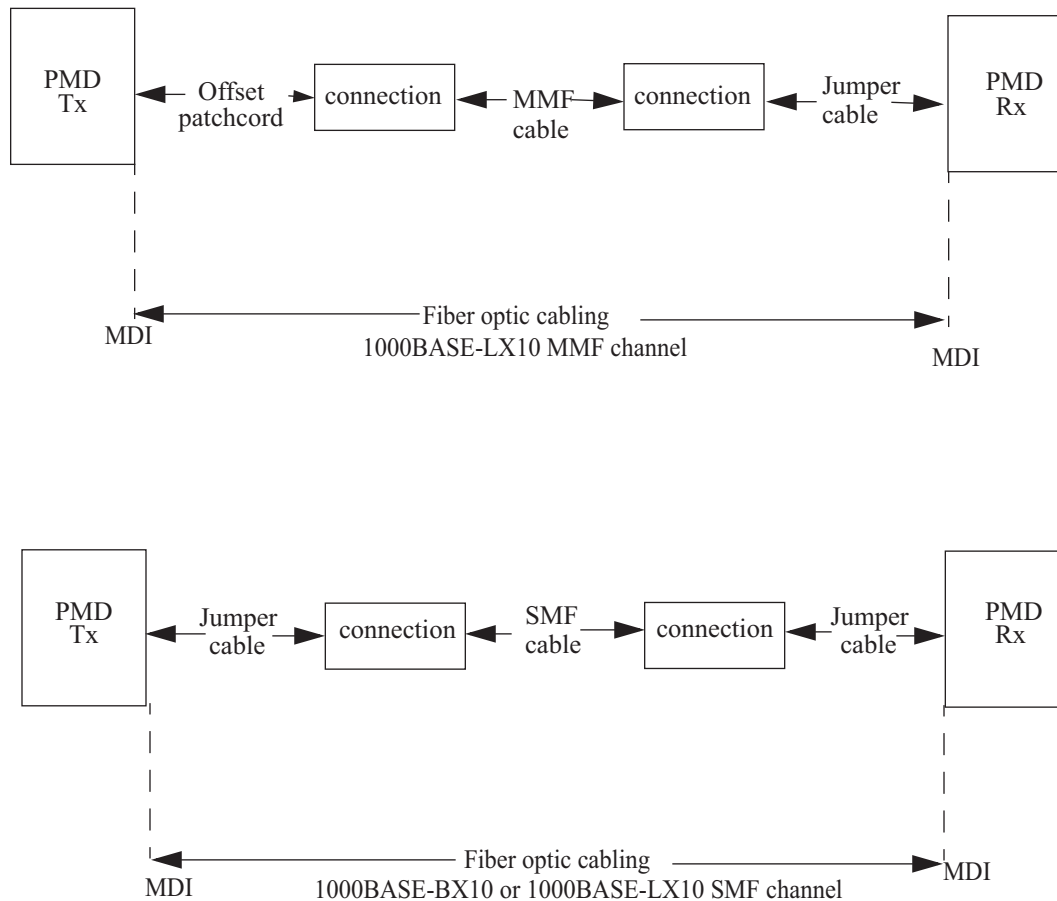 PMD
Tx
Offset
patchcord
connection
MMF
cable
connection
Jumper
cable
PMD
Rx
Fiber optic cabling
1000BASE-LX10 MMF channel
MDI
MDI
PMD
Tx
Jumper
cable
connection
SMF
cable
connection
Jumper
cable
PMD
Rx
Fiber optic cabling
1000BASE-BX10 or 1000BASE-LX10 SMF channel
MDI
MDI